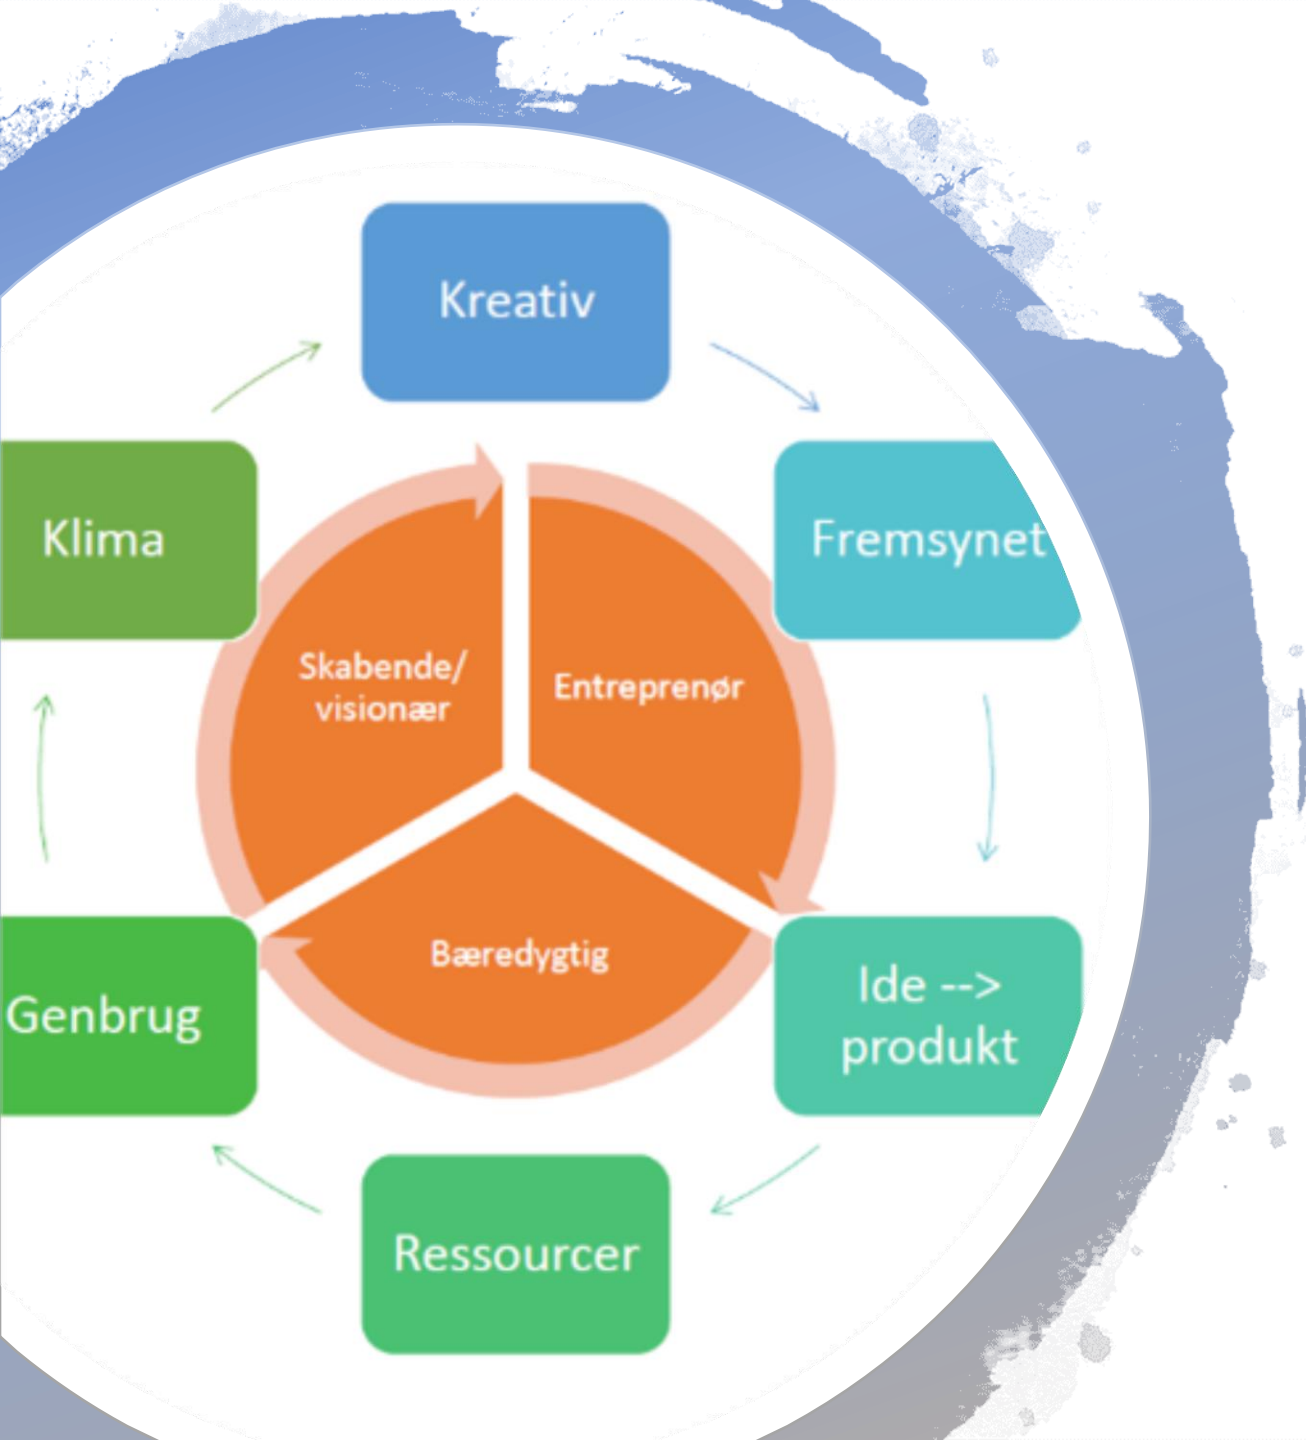 Kreativ
Klima
Fremsynet
Skabende/
visionær
Entreprenør
Bæredygtig
Genbrug
Ide -->
produkt
Ressourcer